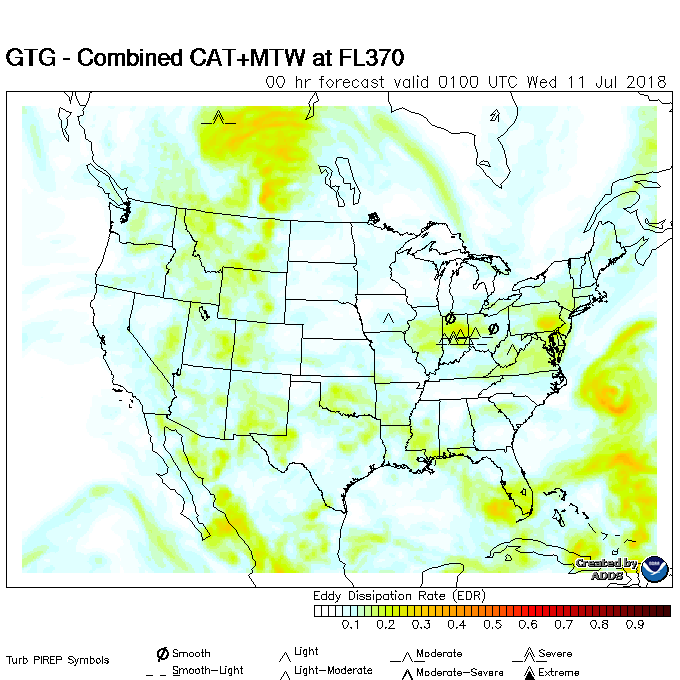 GTG - Combined CAT+MTW at FL370
00 hr forecast valid 0100 UTC Wed 11 Jul 2018
Created by
ADDS
Eddy Dissipation Rate (EDR)
0.1 0.2 0.3 0.4 0.5 0.6 0.7 0.8 0.9
Turb PIREP Symbols
Smooth Light Moderate Severe
Smooth-Light Light-Moderate Moderate-Severe Extreme